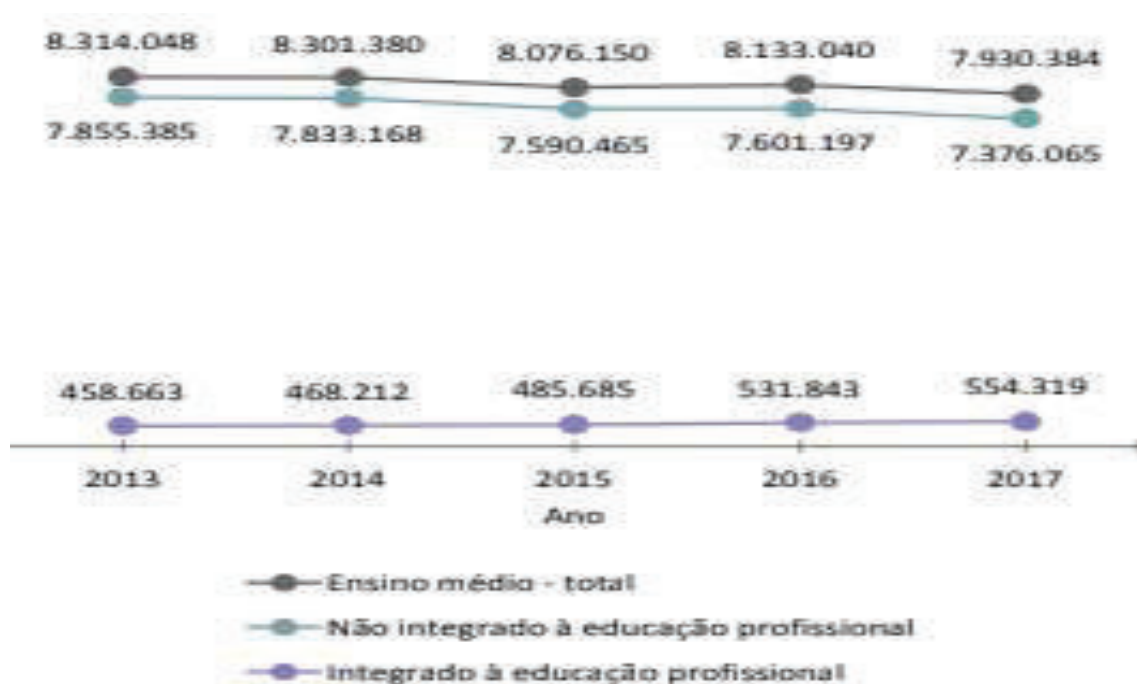 8.314.048 8.301.380 8.076.150 8.133.040 7.930.384
7.855.385 7.833.168 7.590.465 7.601.197 7.376.065
458.663 468.212 485.685 531.843 554.319
2013 2014 2015 2016 2017
Ano
Ensino médio - total
Não integrado à educação profissional
Integrado à educação profissional